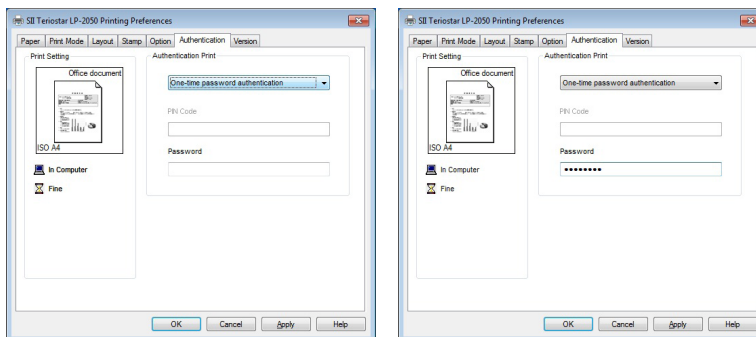 SII Teriostar LP-2050 Printing Preferences
Paper Print Mode Layout Stamp Option Authentication Version
Print Setting
Office document
ISO A4
In Computer
Fine
Authentication Print
One-time password authentication
PIN Code
Password
OK Cancel Apply Help
SII Teriostar LP-2050 Printing Preferences
Paper Print Mode Layout Stamp Option Authentication Version
Print Setting
Office document
ISO A4
In Computer
Fine
Authentication Print
One-time password authentication
PIN Code
Password
••••••••
OK Cancel Apply Help